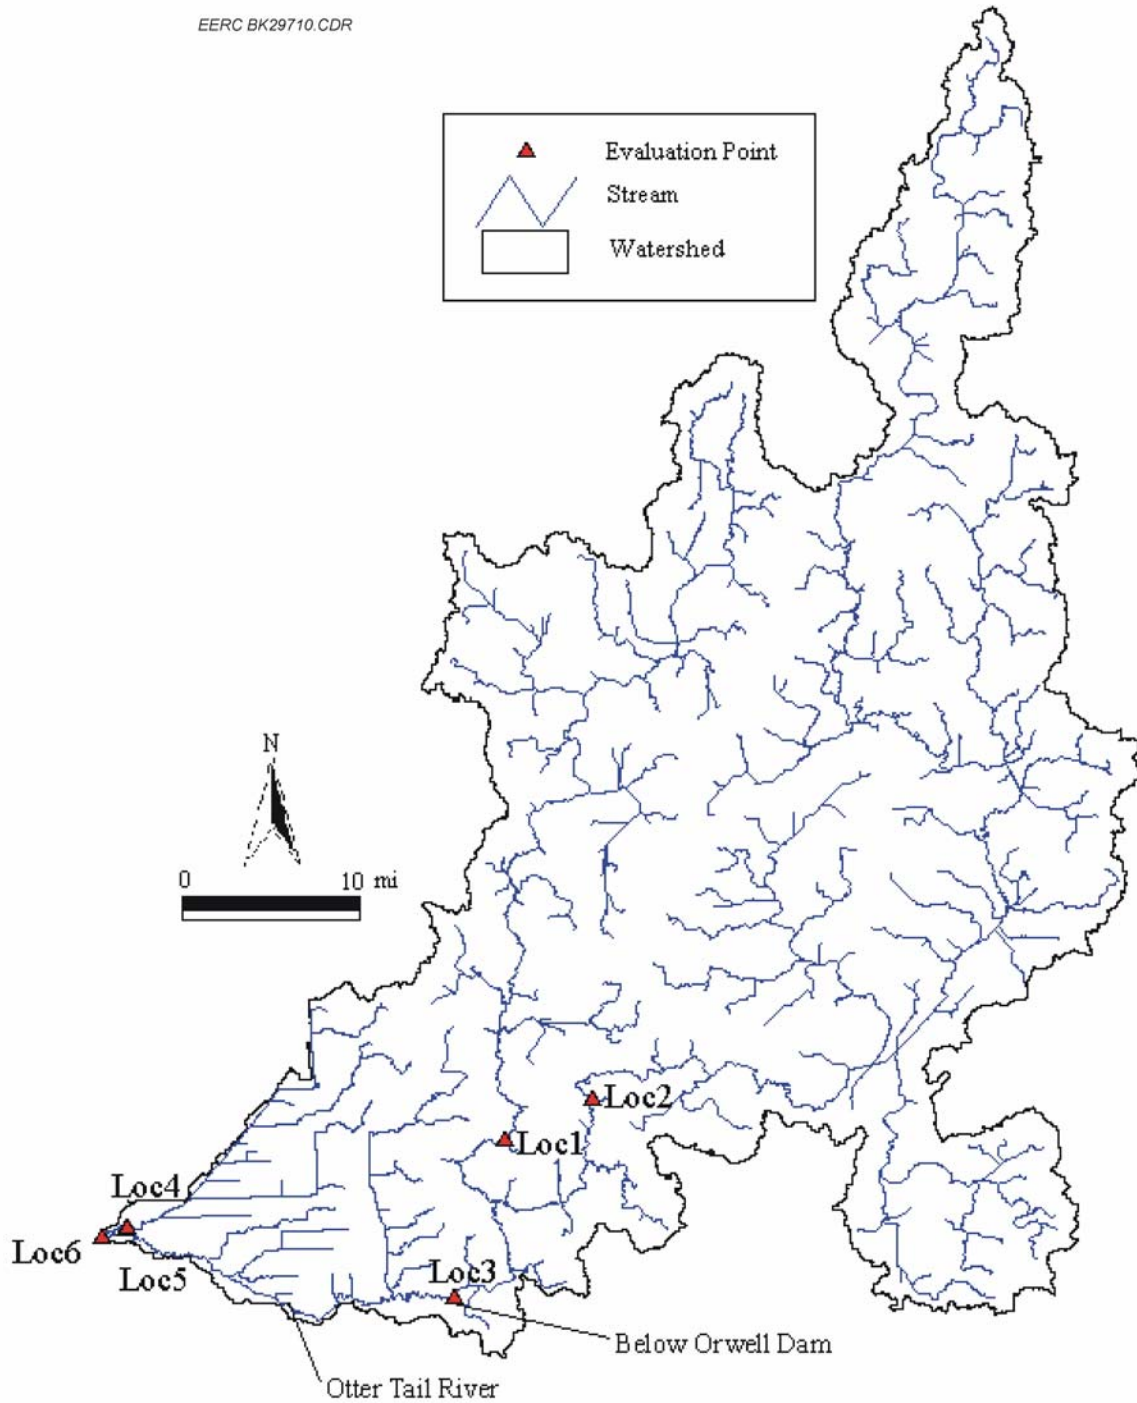 EERC BK29710.CDR
Evaluation Point
Stream
Watershed
N
0 10 mi
Loc2
Loc1
Loc4
Loc6
Loc5
Loc3
Below Orwell Dam
Otter Tail River